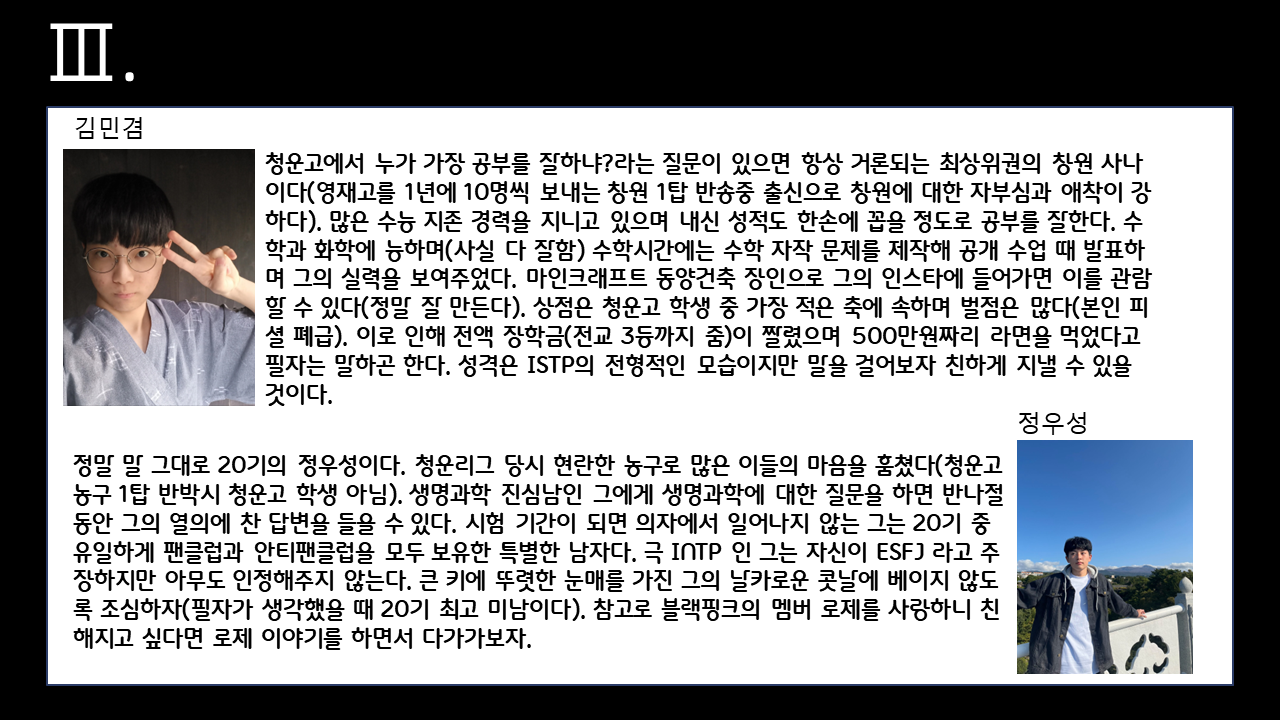 Ⅲ.
김민겸
청운고에서 누가 가장 공부를 잘하냐?라는 질문이 있으면 항상 거론되는 최상위권의 창원 사나
이다(영재고를 1년에 10명씩 보내는 창원 1탑 반송중 출신으로 창원에 대한 자부심과 애착이 강
하다). 많은 수능 지존 경력을 지니고 있으며 내신 성적도 한손에 꼽을 정도로 공부를 잘한다. 수
학과 화학에 능하며(사실 다 잘함) 수학시간에는 수학 자작 문제를 제작해 공개 수업 때 발표하
며 그의 실력을 보여주었다. 마인크래프트 동양건축 장인으로 그의 인스타에 들어가면 이를 관람
할 수 있다(정말 잘 만든다). 상점은 청운고 학생 중 가장 적은 축에 속하며 벌점은 많다(본인 피
셜 폐급). 이로 인해 전액 장학금(전교 3등까지 줌)이 짤렸으며 500만원짜리 라면을 먹었다고
필자는 말하곤 한다. 성격은 ISTP의 전형적인 모습이지만 말을 걸어보자 친하게 지낼 수 있을
것이다.
정우성
정말 말 그대로 20기의 정우성이다. 청운리그 당시 현란한 농구로 많은 이들의 마음을 훔쳤다(청운고
농구 1탑 반박시 청운고 학생 아님). 생명과학 진심남인 그에게 생명과학에 대한 질문을 하면 반나절
동안 그의 열의에 찬 답변을 들을 수 있다. 시험 기간이 되면 의자에서 일어나지 않는 그는 20기 중
유일하게 팬클럽과 안티팬클럽을 모두 보유한 특별한 남자다. 극 INTP 인 그는 자신이 ESFJ 라고 주
장하지만 아무도 인정해주지 않는다. 큰 키에 뚜렷한 눈매를 가진 그의 날카로운 콧날에 베이지 않도
록 조심하자(필자가 생각했을 때 20기 최고 미남이다). 참고로 블랙핑크의 멤버 로제를 사랑하니 친
해지고 싶다면 로제 이야기를 하면서 다가가보자.